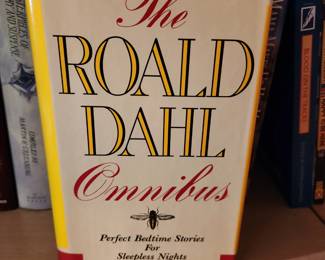 The
ROALD
DAHL
Omnibus
Perfect Bedtime Stories
For
Sleepless Nights